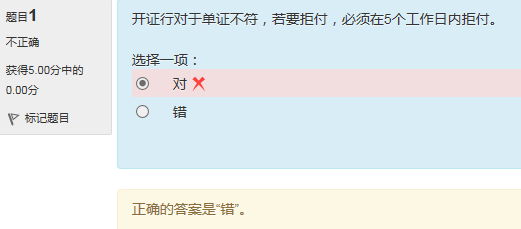 题目1
不正确
获得5.00分中的
0.00分
标记题目
开证行对于单证不符，若要拒付，必须在5个工作日内拒付。
选择一项：
对
错
正确的答案是“错”。